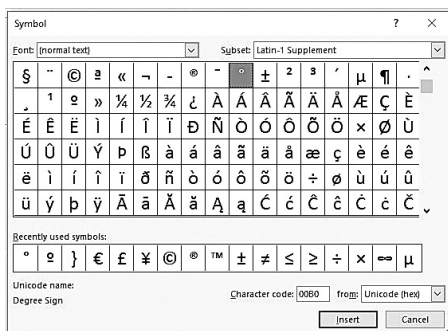 Symbol ? ×
Font: (normal text) Subset: Latin-1 Supplement
§ ¨ © ª « ¬ - ® ¯ ° ± ² ³ ´ µ ¶ ·
¸ ¹ º » ¼ ½ ¾ ¿ À Á Â Ã Ä Å Æ Ç È
É Ê Ë Ì Í Î Ï Ð Ñ Ò Ó Ô Õ Ö × Ø Ù
Ú Û Ü Ý Þ ß à á â ã ä å æ ç è é ê
ë ì í î ï ð ñ ò ó ô õ ö ÷ ø ù ú û
ü ý þ ÿ Ā ā Ă ă Ą ą Ć ć Ĉ ĉ Ċ ċ Č
Recently used symbols:
° º } € £ ¥ © ® ™ ± ≠ ≤ ≥ ÷ × ∞ µ
Unicode name:
Degree Sign
Character code: 00B0 from: Unicode (hex)
Insert Cancel